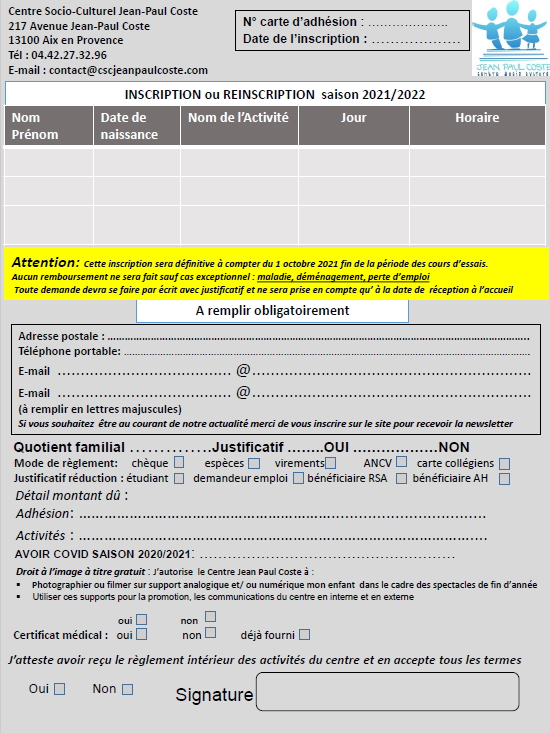 Centre Socio-Culturel Jean-Paul Coste
217 Avenue Jean-Paul Coste
13100 Aix en Provence
Tél : 04.42.27.32.96
E-mail : contact@cscjeanpaulcoste.com
N° carte d’adhésion : ………………..
Date de l’inscription : …………………
JEAN PAUL COSTE
INSCRIPTION ou REINSCRIPTION saison 2021/2022
Nom Prénom | Date de naissance | Nom de l’Activité | Jour | Horaire
Attention: Cette inscription sera définitive à compter du 1 octobre 2021 fin de la période des cours d’essais.
Aucun remboursement ne sera fait sauf cas exceptionnel : maladie, déménagement, perte d’emploi
Toute demande devra se faire par écrit avec justificatif et ne sera prise en compte qu’ à la date de réception à l’accueil
A remplir obligatoirement
Adresse postale : ........................................
Téléphone portable: ........................................
E-mail ………………………………….. @……………………………………………………….
E-mail ………………………………….. @……………………………………………………….
(à remplir en lettres majuscules)
Si vous souhaitez être au courant de notre actualité merci de vous inscrire sur le site pour recevoir la newsletter
Quotient familial ………….Justificatif ……..OUI ………………NON
Mode de règlement: chèque espèces virements ANCV carte collégiens
Justificatif réduction : étudiant demandeur emploi bénéficiaire RSA bénéficiaire AH
Détail montant dû :
Adhésion: ………………………………………………………………………………
Activités : ………………………………………………………………………………
AVOIR COVID SAISON 2020/2021: ……………………………………………………….
Droit à l’image à titre gratuit : J’autorise le Centre Jean Paul Coste à :
▪ Photographier ou filmer sur support analogique et/ ou numérique mon enfant dans le cadre des spectacles de fin d’année
▪ Utiliser ces supports pour la promotion, les communications du centre en interne et en externe
oui non
Certificat médical : oui non déjà fourni
J’atteste avoir reçu le règlement intérieur des activités du centre et en accepte tous les termes
Oui Non
Signature